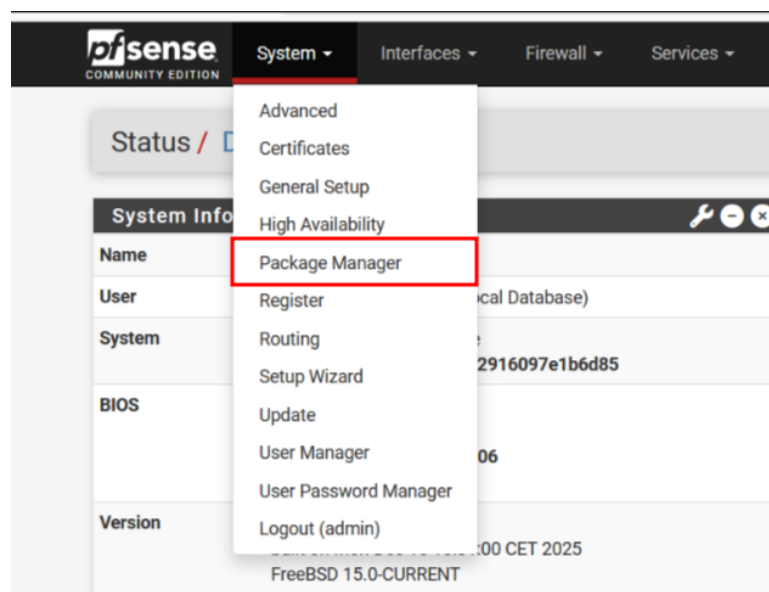 pfsense
COMMUNITY EDITION
System Interfaces Firewall Services
Status /
Advanced
Certificates
General Setup
High Availability
Package Manager
Register
Routing
Setup Wizard
Update
User Manager
User Password Manager
Logout (admin)
System Info
Name
User Database)
System
2916097e1b6d85
BIOS
06
Version
:00 CET 2025
FreeBSD 15.0-CURRENT